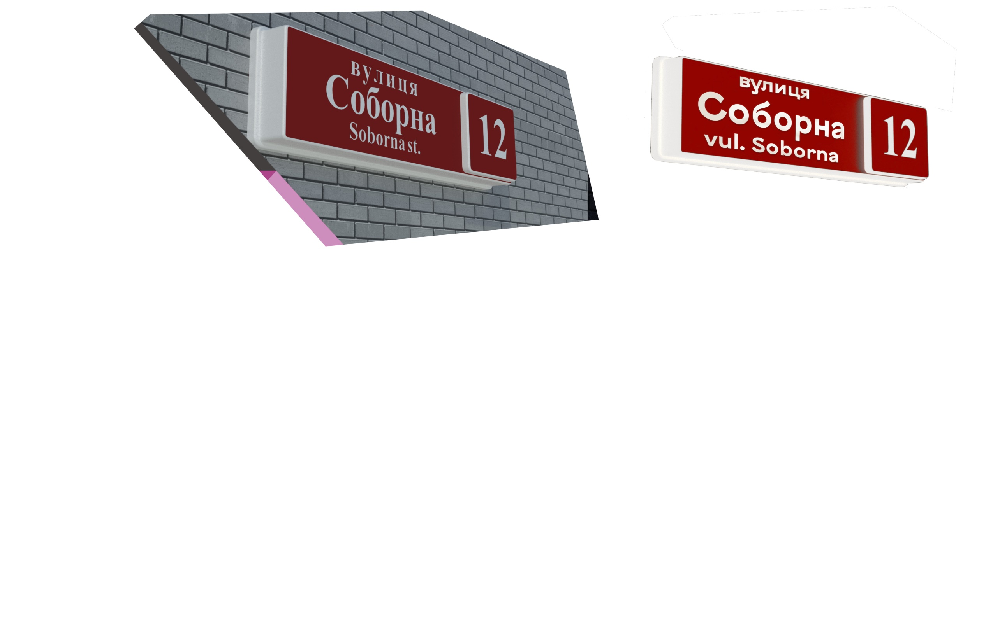 вулиця
Соборна
Soborna st.
12
вулиця
Соборна
vul. Soborna
12